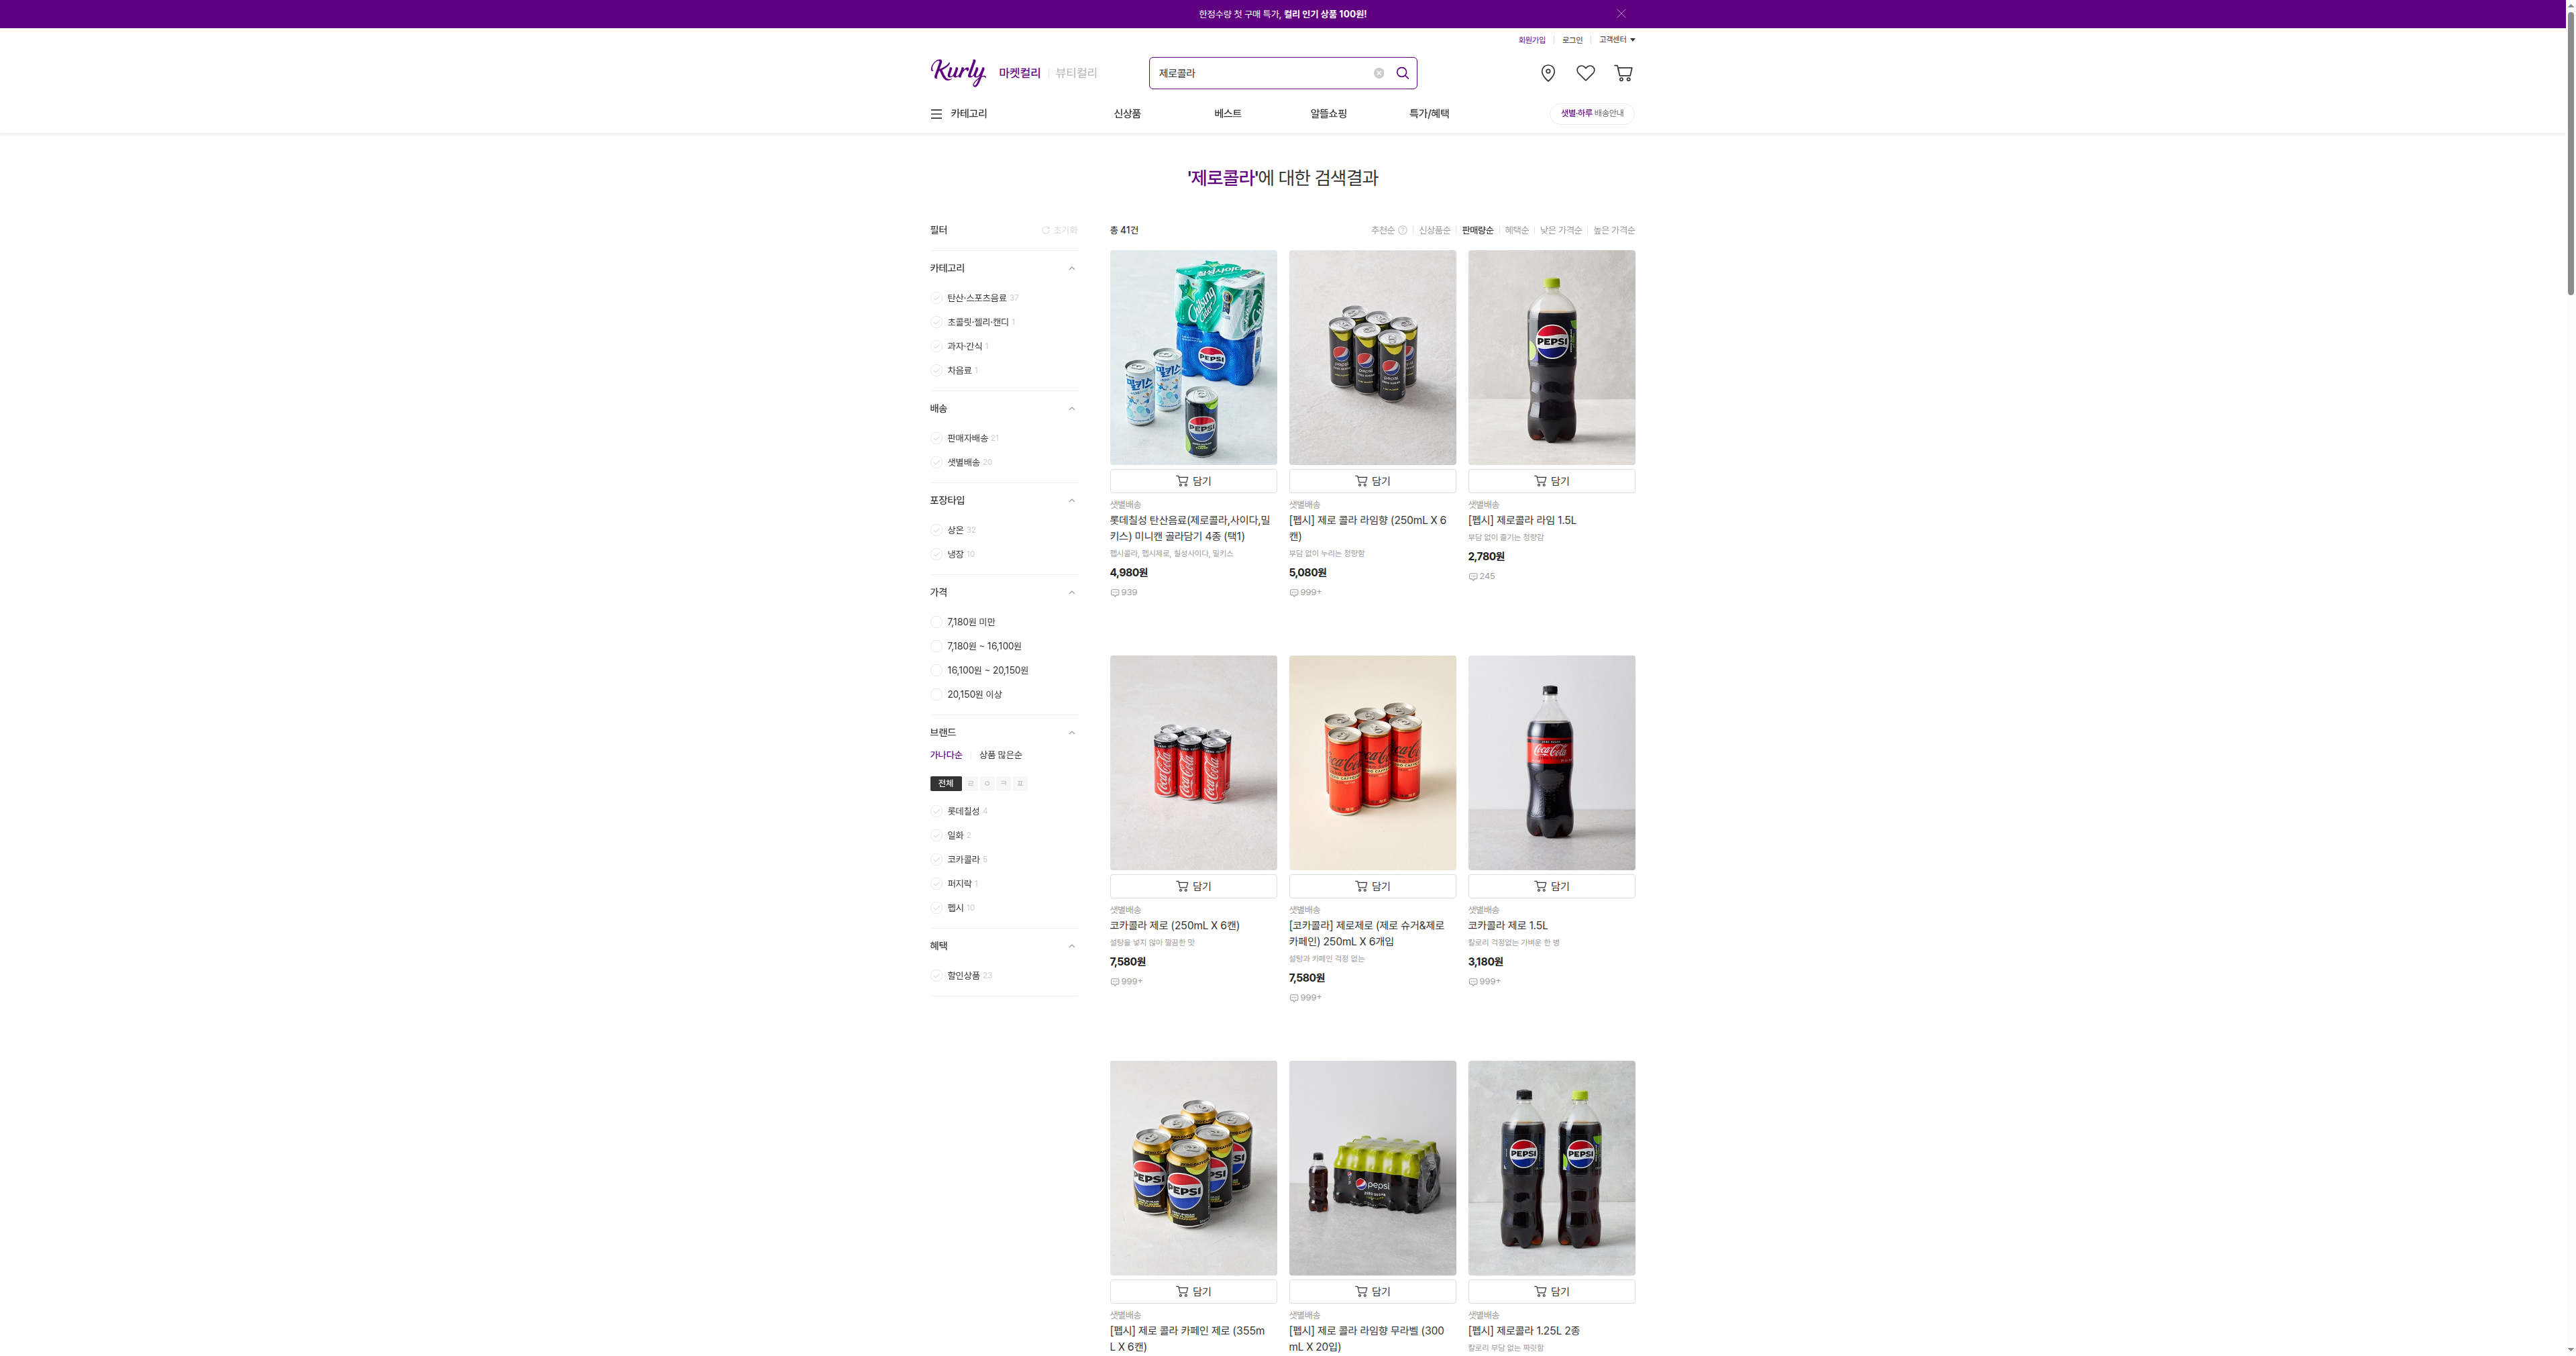 한정수량 첫 구매 특가, 컬리 인기 상품 100원!
회원가입 로그인 고객센터
Kurly 마켓컬리 뷰티컬리
제로콜라
카테고리 신상품 베스트 알뜰쇼핑 특가/혜택 샛별·하루 배송안내
'제로콜라'에 대한 검색결과
필터 초기화
카테고리
탄산·스포츠음료 37
초콜릿·젤리·캔디 1
과자·간식 1
차음료 1
배송
판매자배송 21
샛별배송 20
포장타입
상온 32
냉장 10
가격
7,180원 미만
7,180원 ~ 16,100원
16,100원 ~ 20,150원
20,150원 이상
브랜드
가나다순 상품 많은순
전체 ㄹ ㅇ ㅋ ㅍ
롯데칠성 4
일화 2
코카콜라 5
퍼지락 1
펩시 10
혜택
할인상품 23
총 41건 추천순 신상품순 판매량순 혜택순 낮은 가격순 높은 가격순
담기
샛별배송
롯데칠성 탄산음료(제로콜라,사이다,밀
키스) 미니캔 골라담기 4종 (택1)
펩시콜라, 펩시제로, 칠성사이다, 밀키스
4,980원
939
담기
샛별배송
[펩시] 제로 콜라 라임향 (250mL X 6
캔)
부담 없이 누리는 청량함
5,080원
999+
PEPSI
담기
샛별배송
[펩시] 제로콜라 라임 1.5L
부담 없이 즐기는 청량감
2,780원
245
담기
샛별배송
코카콜라 제로 (250mL X 6캔)
설탕을 넣지 않아 깔끔한 맛
7,580원
999+
담기
샛별배송
[코카콜라] 제로제로 (제로 슈거&제로
카페인) 250mL X 6개입
설탕과 카페인 걱정 없는
7,580원
999+
Coca-Cola
담기
샛별배송
코카콜라 제로 1.5L
칼로리 걱정없는 가벼운 한 병
3,180원
999+
PEPSI
담기
샛별배송
[펩시] 제로 콜라 카페인 제로 (355m
L X 6캔)
pepsi
담기
샛별배송
[펩시] 제로 콜라 라임향 무라벨 (300
mL X 20입)
PEPSI PEPSI
담기
샛별배송
[펩시] 제로콜라 1.25L 2종
칼로리 부담 없는 짜릿함